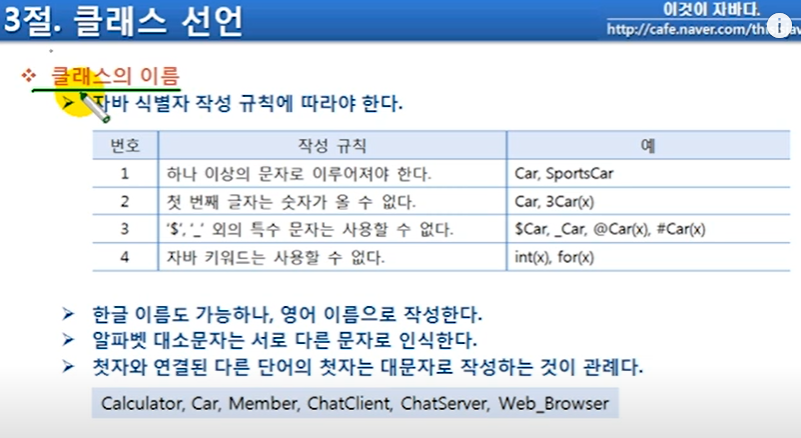 3절. 클래스 선언
이것이 자바다.
http://cafe.naver.com/thi
클래스의 이름
자바 식별자 작성 규칙에 따라야 한다.
번호 작성 규칙 예
1 하나 이상의 문자로 이루어져야 한다. Car, SportsCar
2 첫 번째 글자는 숫자가 올 수 없다. Car, 3Car(x)
3 '$', '_' 외의 특수 문자는 사용할 수 없다. $Car, _Car, @Car(x), #Car(x)
4 자바 키워드는 사용할 수 없다. int(x), for(x)
한글 이름도 가능하나, 영어 이름으로 작성한다.
알파벳 대소문자는 서로 다른 문자로 인식한다.
첫자와 연결된 다른 단어의 첫자는 대문자로 작성하는 것이 관례다.
Calculator, Car, Member, ChatClient, ChatServer, Web_Browser